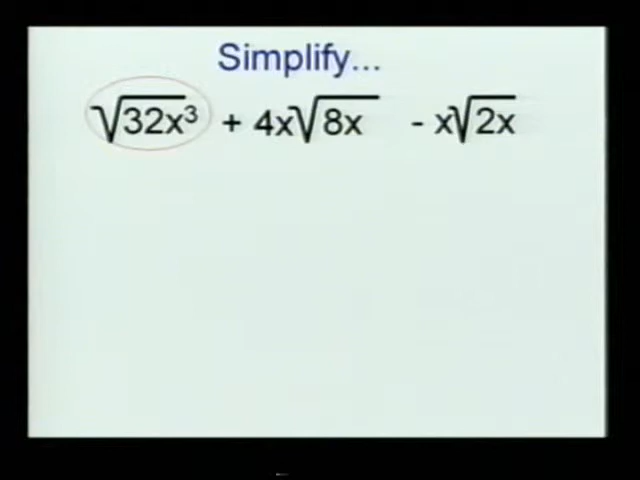 Simplify...
√32x³ + 4x√8x - x√2x